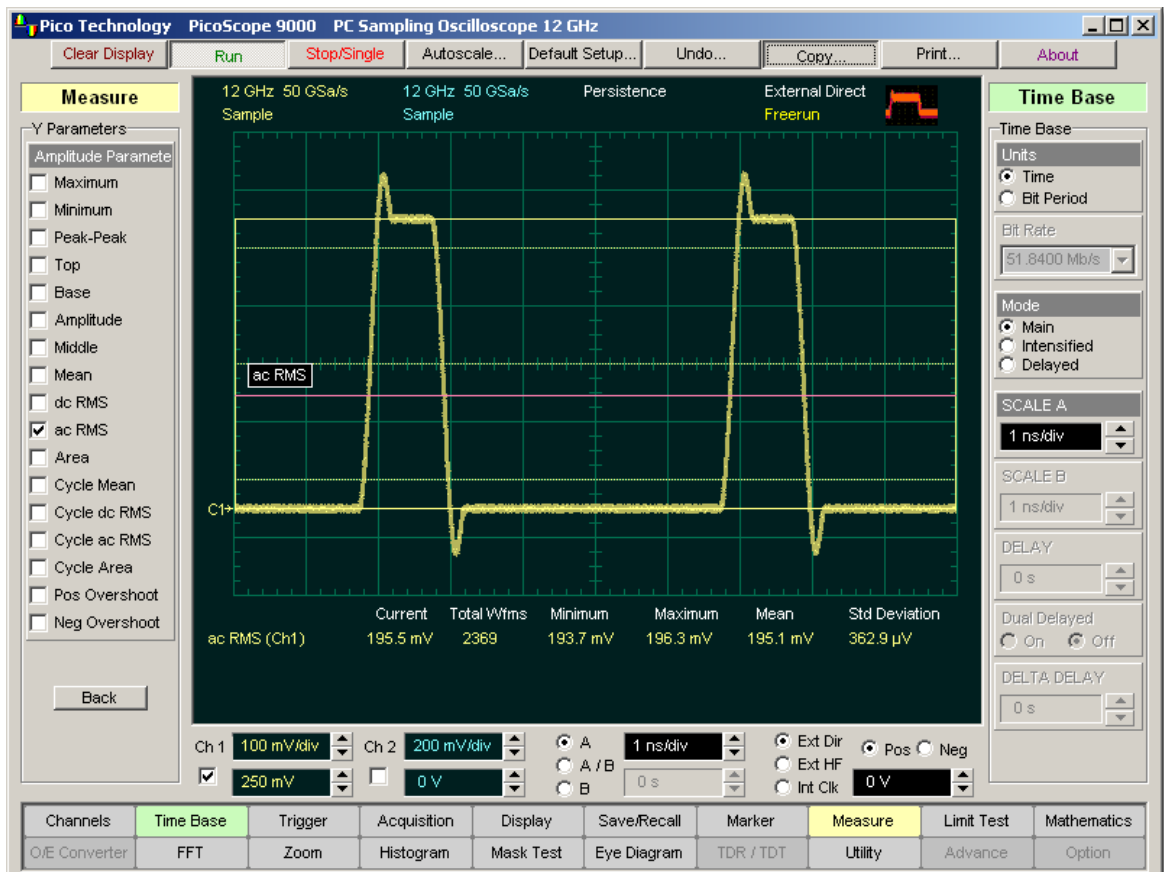 Pico Technology PicoScope 9000 PC Sampling Oscilloscope 12 GHz
Clear Display Run Stop/Single Autoscale... Default Setup... Undo... Copy... Print... About
Measure
Y Parameters
Amplitude Paramete
Maximum
Minimum
Peak-Peak
Top
Base
Amplitude
Middle
Mean
dc RMS
ac RMS
Area
Cycle Mean
Cycle dc RMS
Cycle ac RMS
Cycle Area
Pos Overshoot
Neg Overshoot
Back
12 GHz 50 GSa/s 12 GHz 50 GSa/s Persistence External Direct
Sample Sample Freerun
ac RMS
C1
Current Total Wfms Minimum Maximum Mean Std Deviation
ac RMS (Ch1) 195.5 mV 2369 193.7 mV 196.3 mV 195.1 mV 362.9 µV
Time Base
Time Base
Units
Time
Bit Period
Bit Rate
51.8400 Mb/s
Mode
Main
Intensified
Delayed
SCALE A
1 ns/div
SCALE B
1 ns/div
DELAY
0 s
Dual Delayed
On Off
DELTA DELAY
0 s
Ch 1 100 mV/div Ch 2 200 mV/div A 1 ns/div Ext Dir Pos Neg
A / B Ext HF
250 mV 0 V B 0 s Int Clk 0 V
Channels Time Base Trigger Acquisition Display Save/Recall Marker Measure Limit Test Mathematics
O/E Converter FFT Zoom Histogram Mask Test Eye Diagram TDR / TDT Utility Advance Option